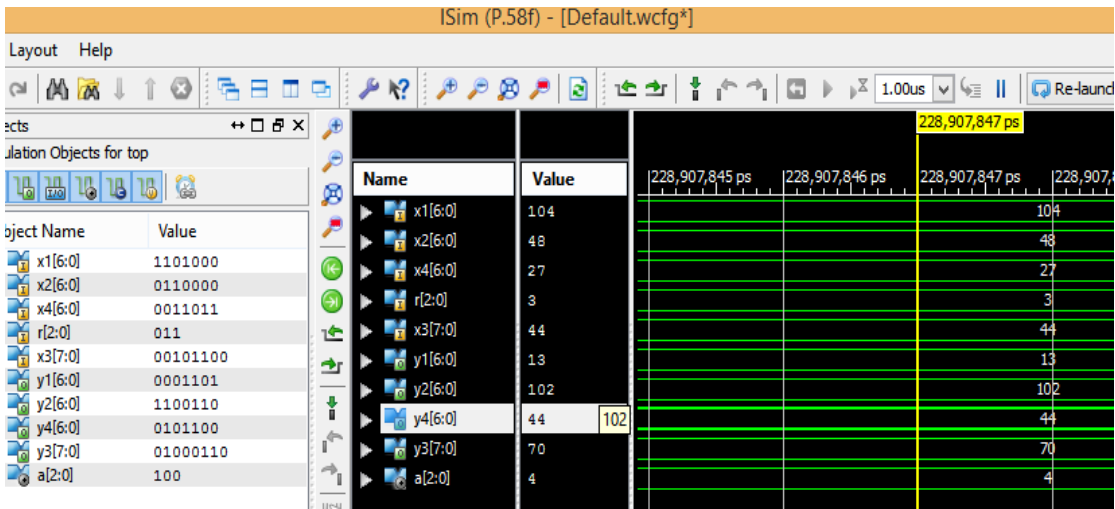 ISim (P.58f) - [Default.wcfg*]
Layout Help
1.00us Re-launch
ects
ulation Objects for top
bject Name Value
x1[6:0] 1101000
x2[6:0] 0110000
x4[6:0] 0011011
r[2:0] 011
x3[7:0] 00101100
y1[6:0] 0001101
y2[6:0] 1100110
y4[6:0] 0101100
y3[7:0] 01000110
a[2:0] 100
228,907,847 ps
Name Value 228,907,845 ps 228,907,846 ps 228,907,847 ps 228,907,8
x1[6:0] 104 104
x2[6:0] 48 48
x4[6:0] 27 27
r[2:0] 3 3
x3[7:0] 44 44
y1[6:0] 13 13
y2[6:0] 102 102
y4[6:0] 44 102 44
y3[7:0] 70 70
a[2:0] 4 4